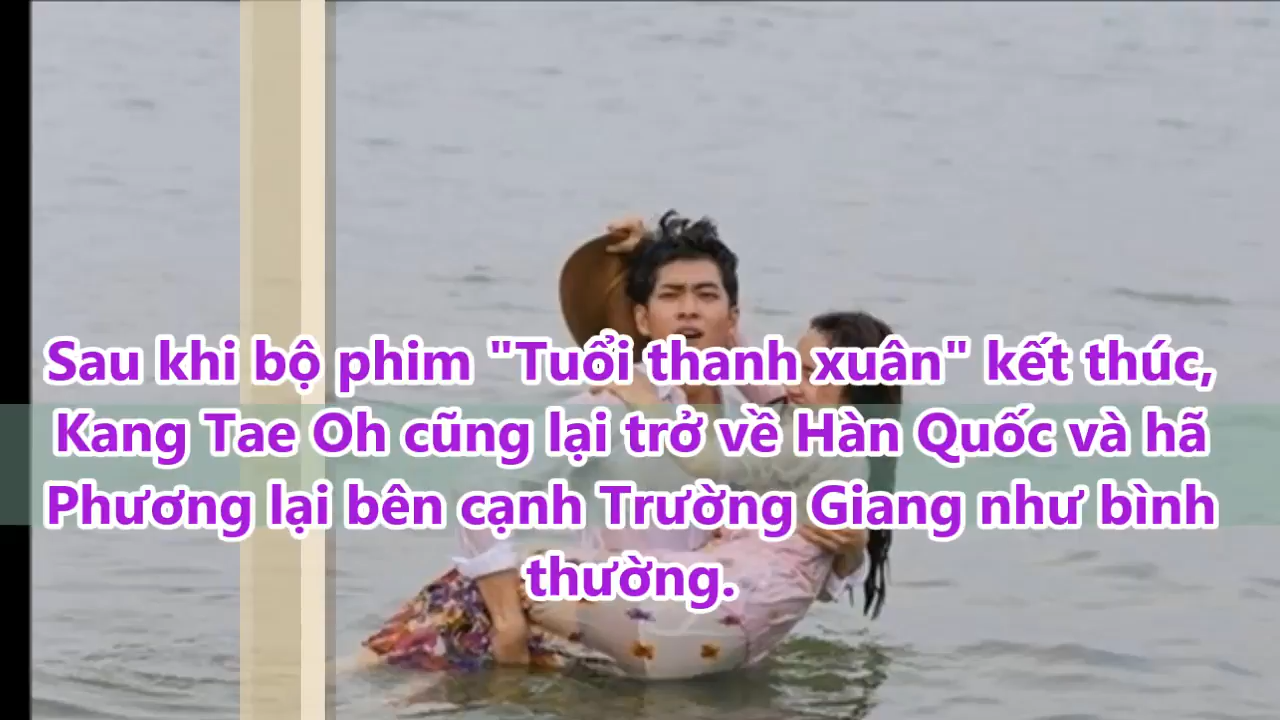 Sau khi bộ phim "Tuổi thanh xuân" kết thúc,
Kang Tae Oh cũng lại trở về Hàn Quốc và hã
Phương lại bên cạnh Trường Giang như bình
thường.